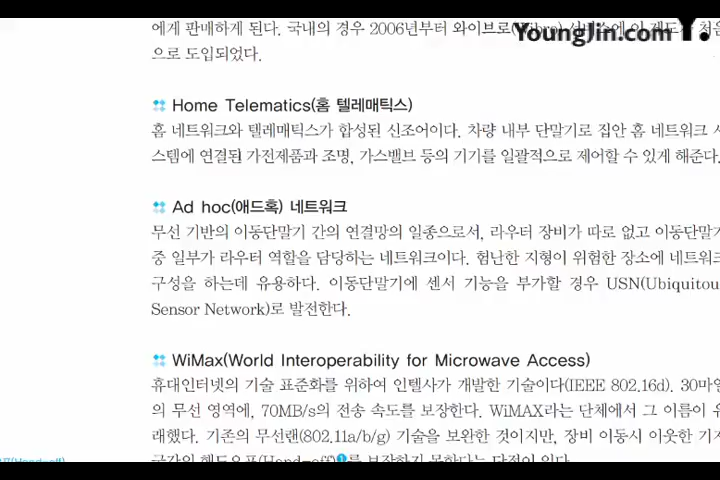 에게 판매하게 된다. 국내의 경우 2006년부터 와이브로(Wibro)
YoungJin.com Y.
으로 도입되었다.
Home Telematics(홈 텔레매틱스)
홈 네트워크와 텔레매틱스가 합성된 신조어이다. 차량 내부 단말기로 집안 홈 네트워크 시
스템에 연결된 가전제품과 조명, 가스밸브 등의 기기를 일괄적으로 제어할 수 있게 해준다.
Ad hoc(애드혹) 네트워크
무선 기반의 이동단말기 간의 연결망의 일종으로서, 라우터 장비가 따로 없고 이동단말기
중 일부가 라우터 역할을 담당하는 네트워크이다. 험난한 지형이 위험한 장소에 네트워크
구성을 하는데 유용하다. 이동단말기에 센서 기능을 부가할 경우 USN(Ubiquitou
Sensor Network)로 발전한다.
WiMax(World Interoperability for Microwave Access)
휴대인터넷의 기술 표준화를 위하여 인텔사가 개발한 기술이다(IEEE 802.16d). 30마일
의 무선 영역에, 70MB/s의 전송 속도를 보장한다. WiMAX라는 단체에서 그 이름이 유
래했다. 기존의 무선랜(802.11a/b/g) 기술을 보완한 것이지만, 장비 이동시 이웃한 기지
국간의 핸드오프(Hand-off)1를 보장하지 못한다는 단점이 있다.